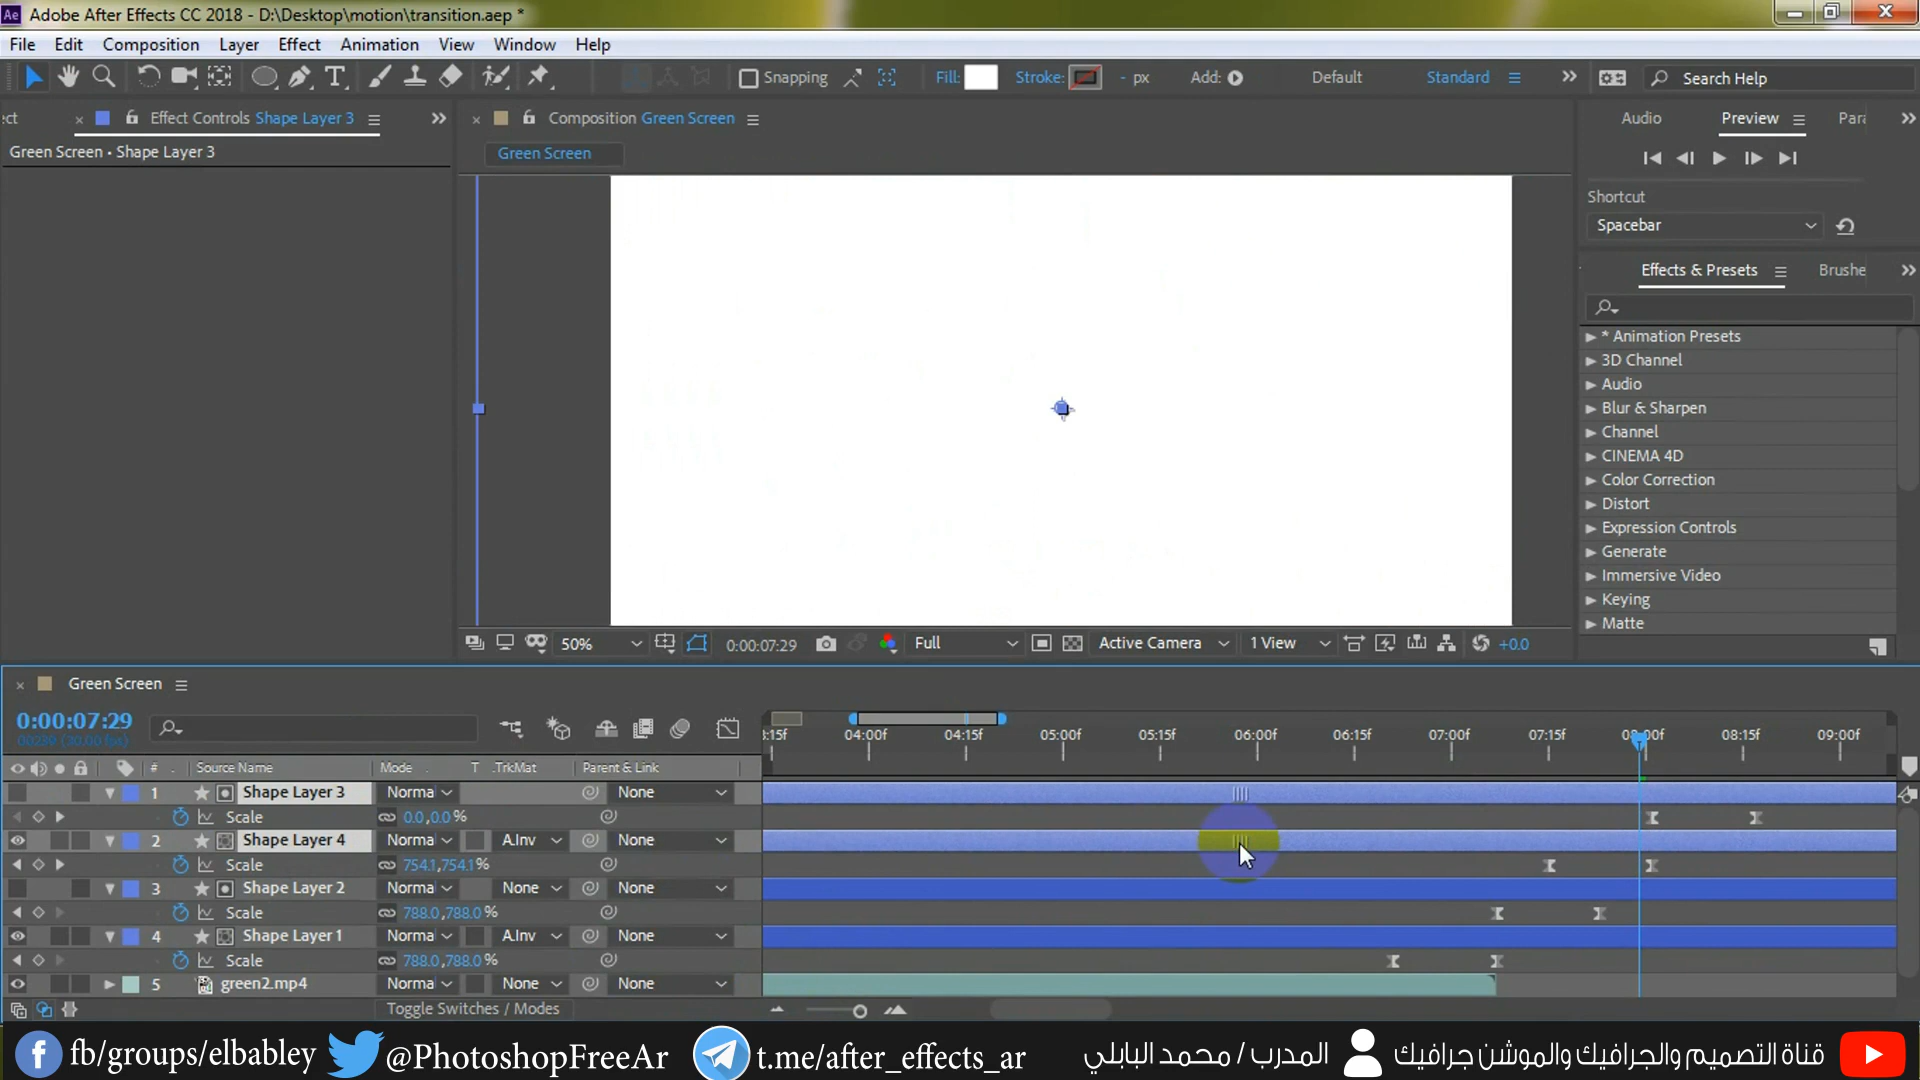 Ae Adobe After Effects CC 2018 - D:\Desktop\motion\transition.aep *
File Edit Composition Layer Effect Animation View Window Help
Snapping Fill: Stroke: - px Add: Default Standard Search Help
ect Effect Controls Shape Layer 3
Composition Green Screen
Audio Preview Para
Green Screen • Shape Layer 3
Green Screen
Shortcut
Spacebar
Effects & Presets Brushe
* Animation Presets
3D Channel
Audio
Blur & Sharpen
Channel
CINEMA 4D
Color Correction
Distort
Expression Controls
Generate
Immersive Video
Keying
Matte
50% 0:00:07:29 Full Active Camera 1 View +0.0
Green Screen
0:00:07:29
00239 (30.00 fps)
3:15f 04:00f 04:15f 05:00f 05:15f 06:00f 06:15f 07:00f 07:15f 08:00f 08:15f 09:00f
# . Source Name Mode T .TrkMat Parent & Link
1 Shape Layer 3 Norma None
Scale 0.0,0.0%
2 Shape Layer 4 Norma A.Inv None
Scale 754.1,754.1%
3 Shape Layer 2 Norma None None
Scale 788.0,788.0%
4 Shape Layer 1 Norma A.Inv None
Scale 788.0,788.0%
5 green2.mp4 Norma None None
Toggle Switches / Modes
fb/groups/elbabley @PhotoshopFreeAr t.me/after_effects_ar المدرب / محمد البابلي قناة التصميم والجرافيك والموشن جرافيك